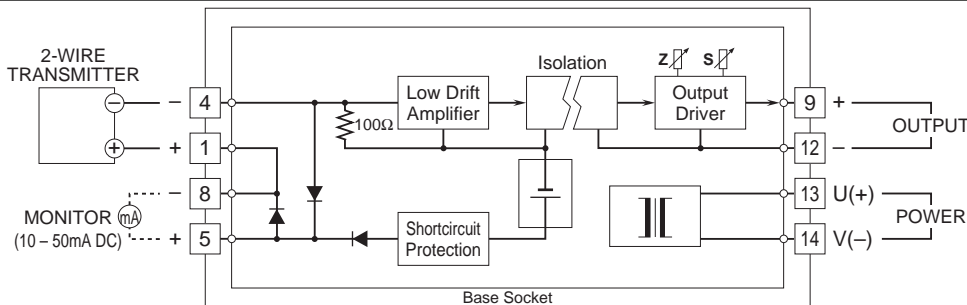 2-WIRE
TRANSMITTER
− − 4
+ + 1
− 8
MONITOR mA
(10 – 50mA DC)
+ 5
100Ω
Low Drift
Amplifier
Isolation
Z S
Output
Driver
Shortcircuit
Protection
9 +
OUTPUT
12 −
13 U(+)
POWER
14 V(–)
Base Socket